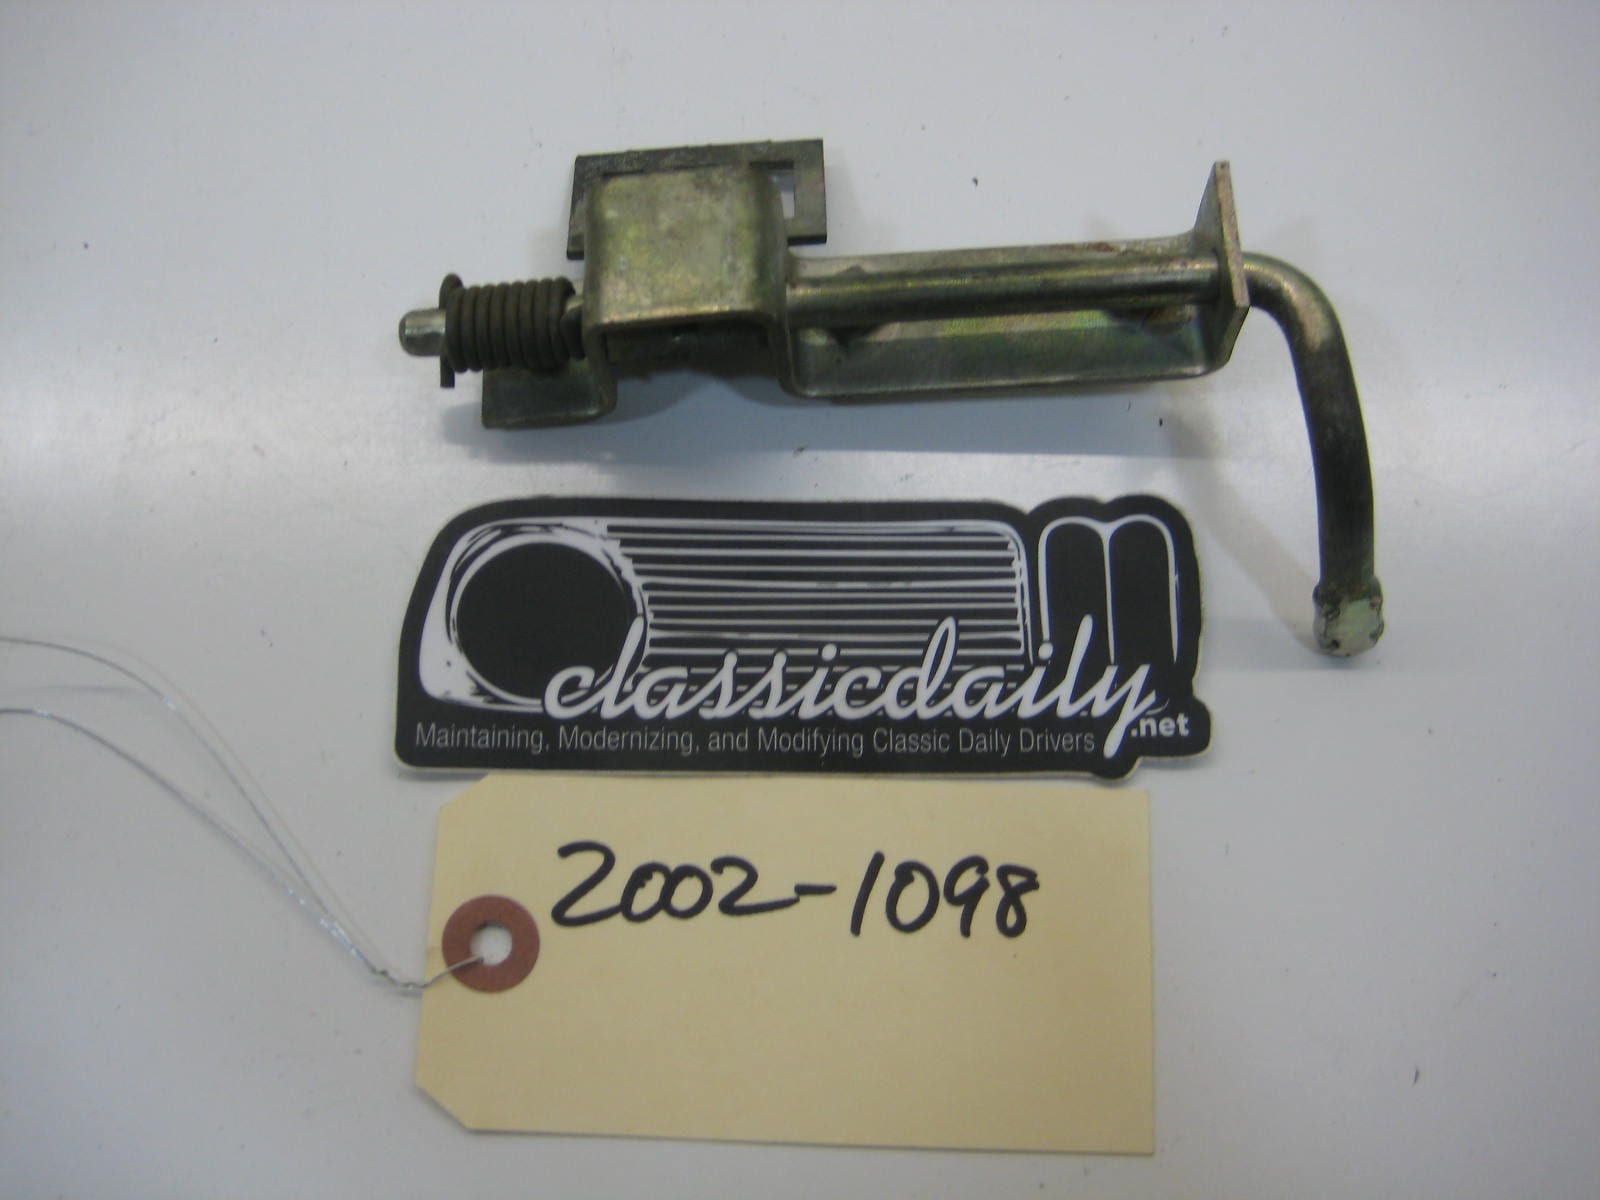 classicdaily.net
Maintaining, Modernizing, and Modifying Classic Daily Drivers
2002-1098